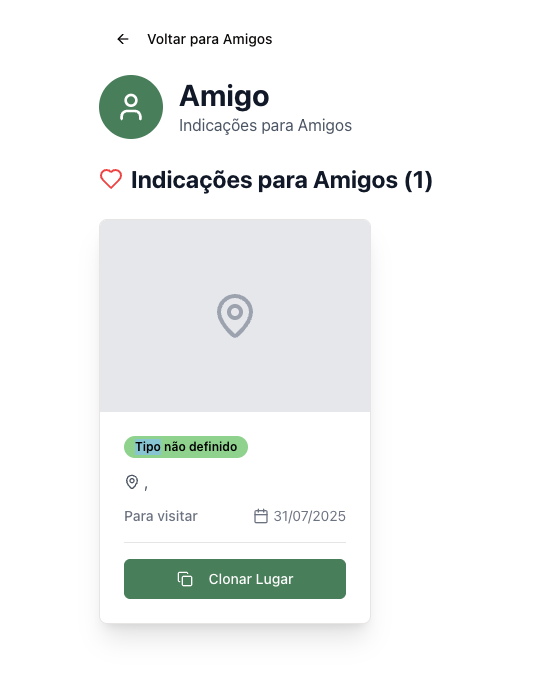 Voltar para Amigos
Amigo
Indicações para Amigos
Indicações para Amigos (1)
Tipo não definido
,
Para visitar 31/07/2025
Clonar Lugar